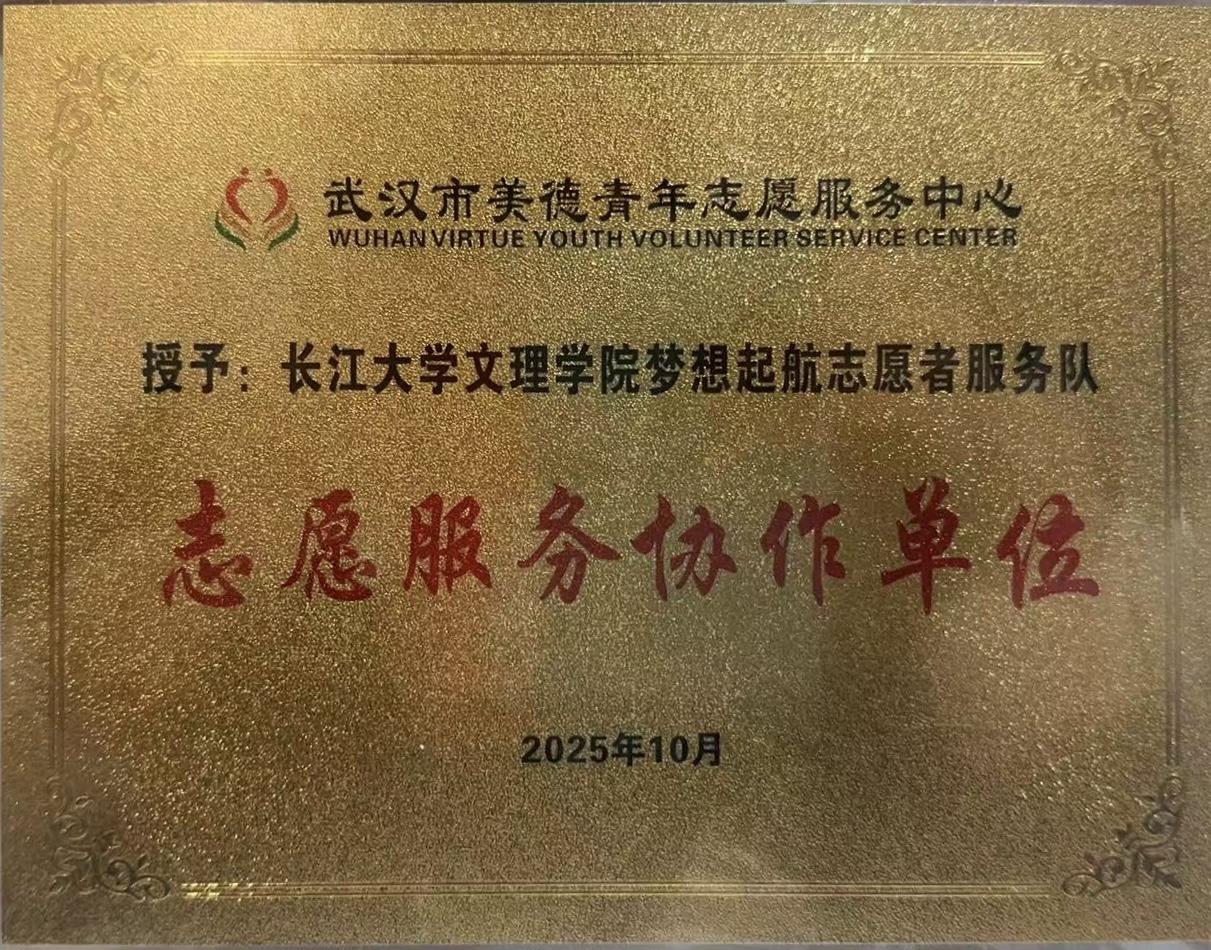 武汉市美德青年志愿服务中心
WUHAN VIRTUE YOUTH VOLUNTEER SERVICE CENTER
授予：长江大学文理学院梦想起航志愿者服务队
志愿服务协作单位
2025年10月